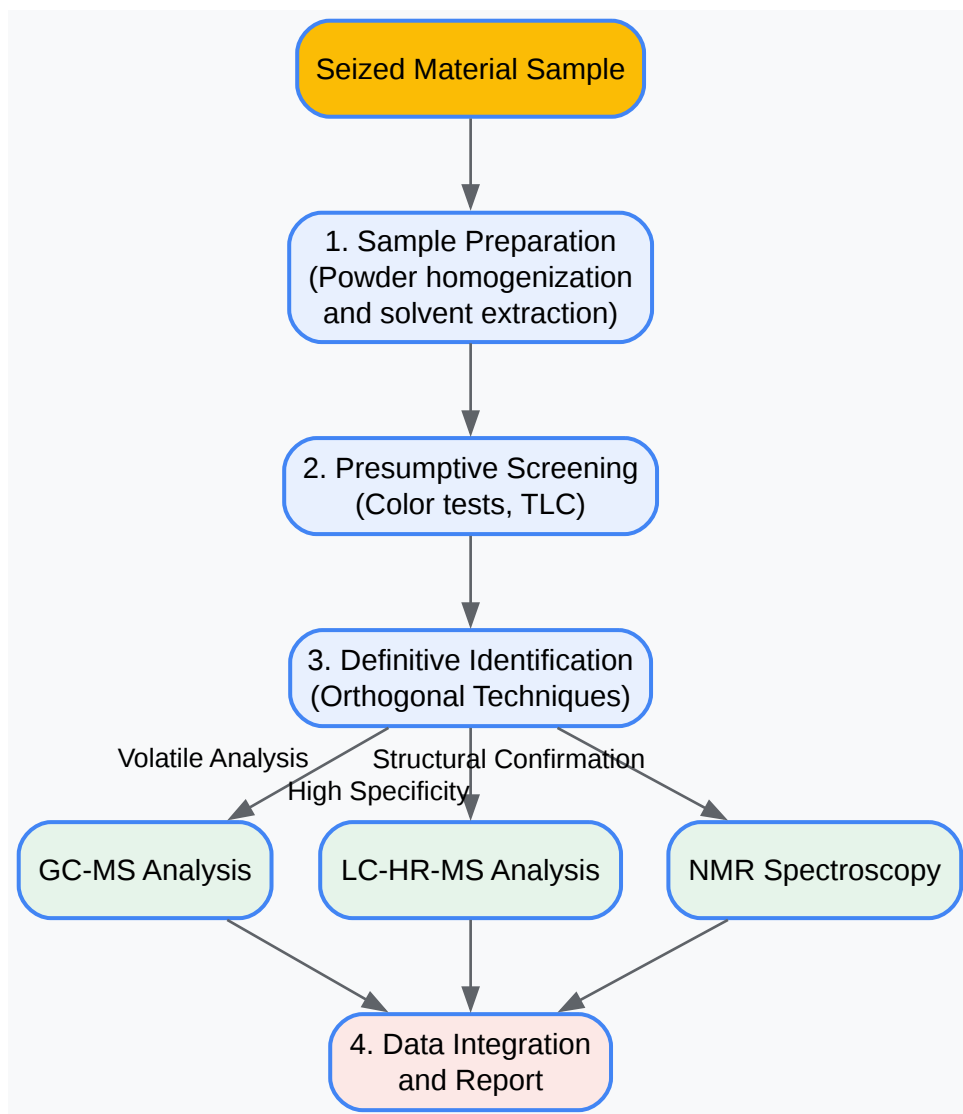 Seized Material Sample
1. Sample Preparation
(Powder homogenization
and solvent extraction)
2. Presumptive Screening
(Color tests, TLC)
3. Definitive Identification
(Orthogonal Techniques)
Volatile Analysis
High Specificity
Structural Confirmation
GC-MS Analysis
LC-HR-MS Analysis
NMR Spectroscopy
4. Data Integration
and Report